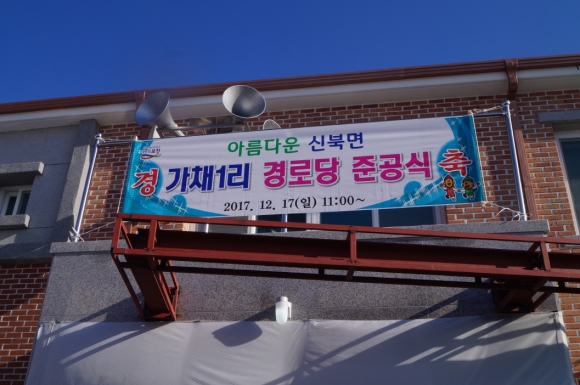 아름다운 신북면
경 가채1리 경로당 준공식 축
2017. 12. 17(일) 11:00~